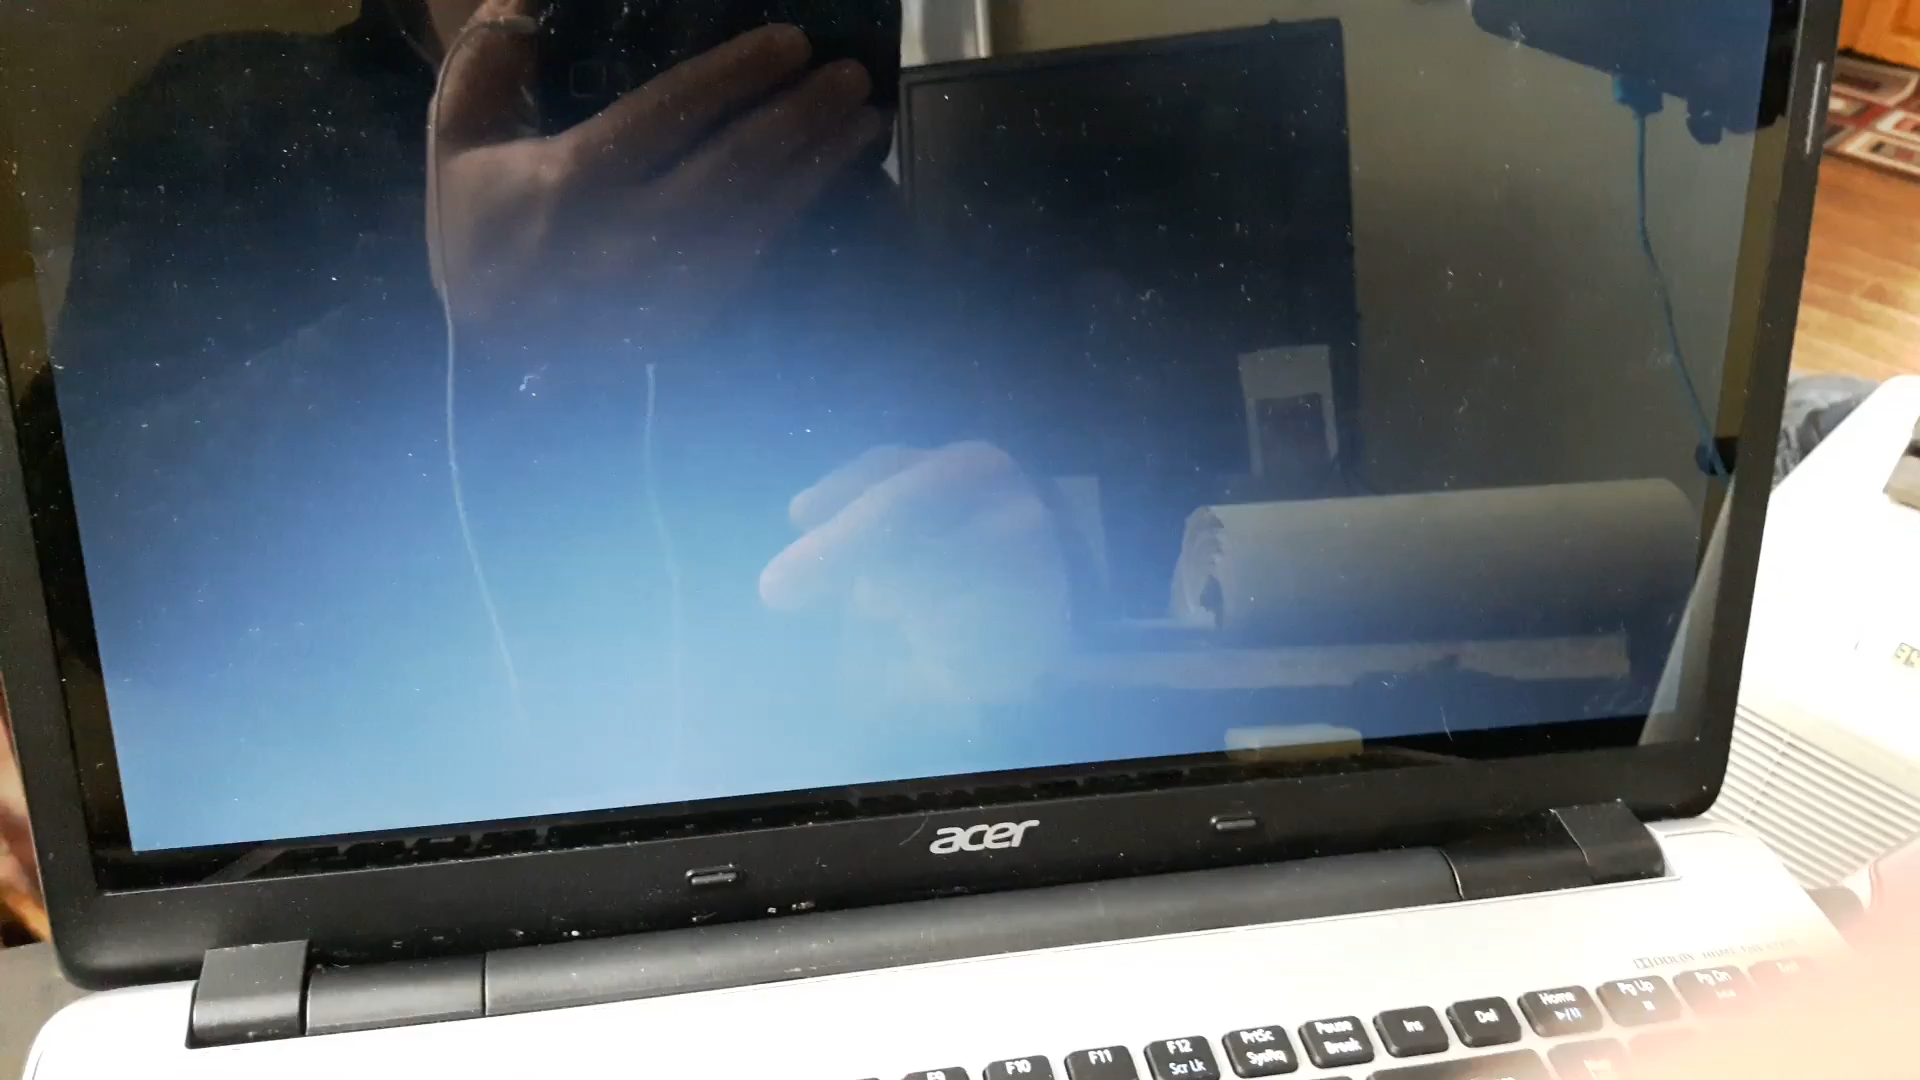 acer
Home
Pg Up
Pg Dn
PrtSc
SysRq
Pause
Break
Ins
Del
F10
F11
F12
Scr Lk